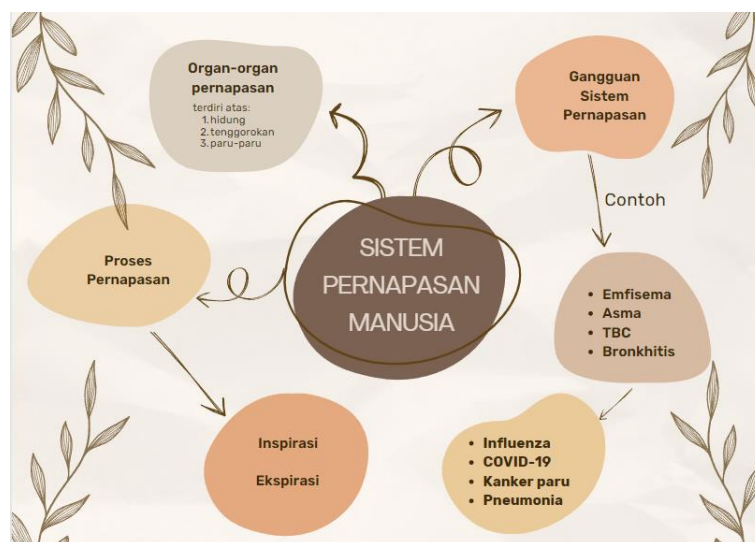 Organ-organ
pernapasan
terdiri atas:
1. hidung
2. tenggorokan
3. paru-paru
Gangguan
Sistem
Pernapasan
Contoh
SISTEM
PERNAPASAN
MANUSIA
Proses
Pernapasan
• Emfisema
• Asma
• TBC
• Bronkhitis
Inspirasi
Ekspirasi
• Influenza
• COVID-19
• Kanker paru
• Pneumonia